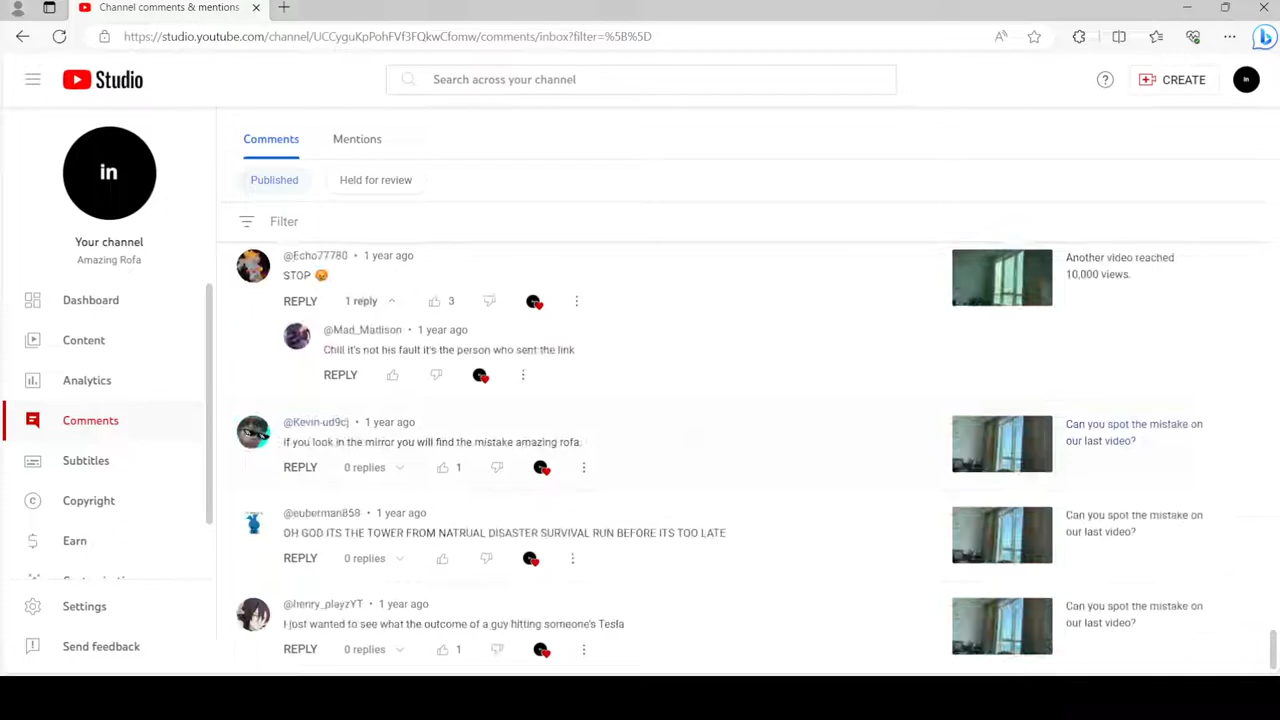 Channel comments & mentions
https://studio.youtube.com/channel/UCCyguKpPohFVf3FQkwCfomw/comments/inbox?filter=%5B%5D
Studio
Search across your channel
CREATE
in
in
Your channel
Amazing Rofa
Dashboard
Content
Analytics
Comments
Subtitles
Copyright
Earn
Settings
Send feedback
Comments
Mentions
Published
Held for review
Filter
@Echo77780 • 1 year ago
STOP 😡
REPLY 1 reply 3
Another video reached
10,000 views.
@Mad_Madison • 1 year ago
Chill it's not his fault it's the person who sent the link
REPLY
@Kevin-ud9cj • 1 year ago
if you look in the mirror you will find the mistake amazing rofa.
REPLY 0 replies 1
Can you spot the mistake on
our last video?
@euberman858 • 1 year ago
OH GOD ITS THE TOWER FROM NATRUAL DISASTER SURVIVAL RUN BEFORE ITS TOO LATE
REPLY 0 replies
Can you spot the mistake on
our last video?
@henry_playzYT • 1 year ago
I just wanted to see what the outcome of a guy hitting someone's Tesla
REPLY 0 replies 1
Can you spot the mistake on
our last video?